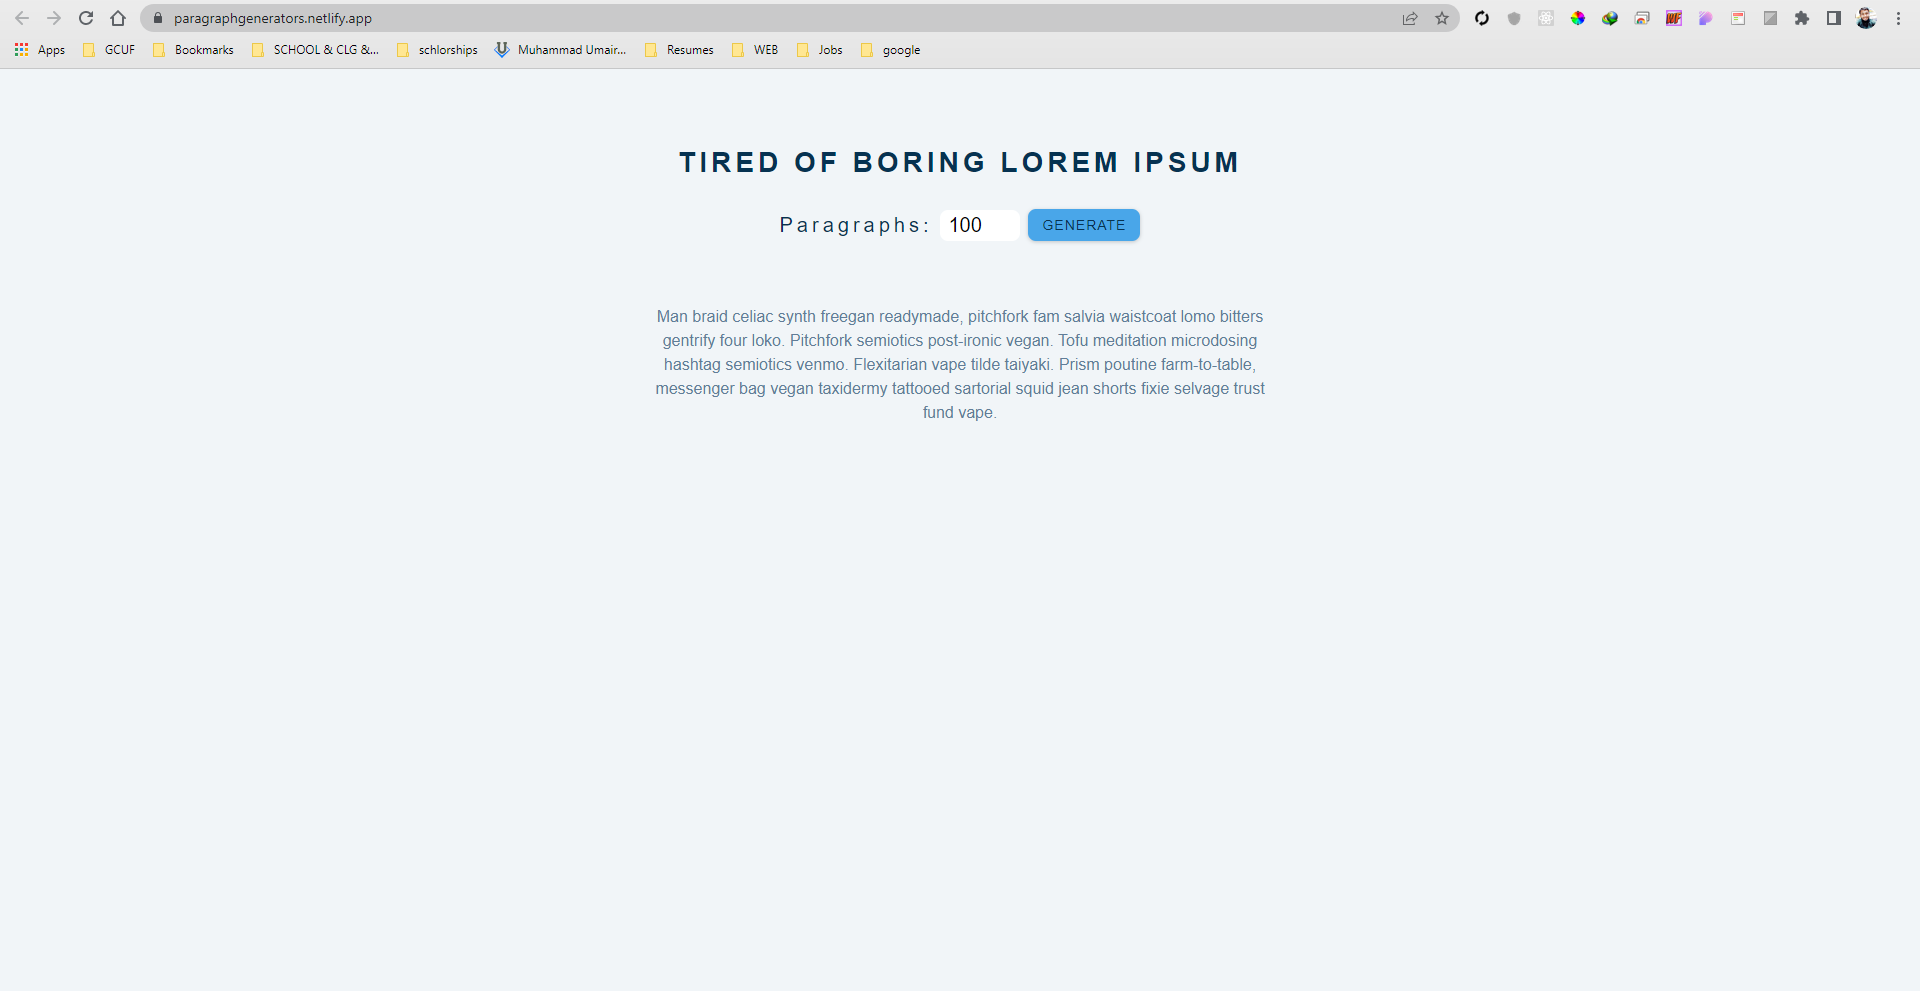 paragraphgenerators.netlify.app
Apps GCUF Bookmarks SCHOOL & CLG &... schlorships Muhammad Umair... Resumes WEB Jobs google
TIRED OF BORING LOREM IPSUM
Paragraphs: 100 GENERATE
Man braid celiac synth freegan readymade, pitchfork fam salvia waistcoat lomo bitters
gentrify four loko. Pitchfork semiotics post-ironic vegan. Tofu meditation microdosing
hashtag semiotics venmo. Flexitarian vape tilde taiyaki. Prism poutine farm-to-table,
messenger bag vegan taxidermy tattooed sartorial squid jean shorts fixie selvage trust
fund vape.